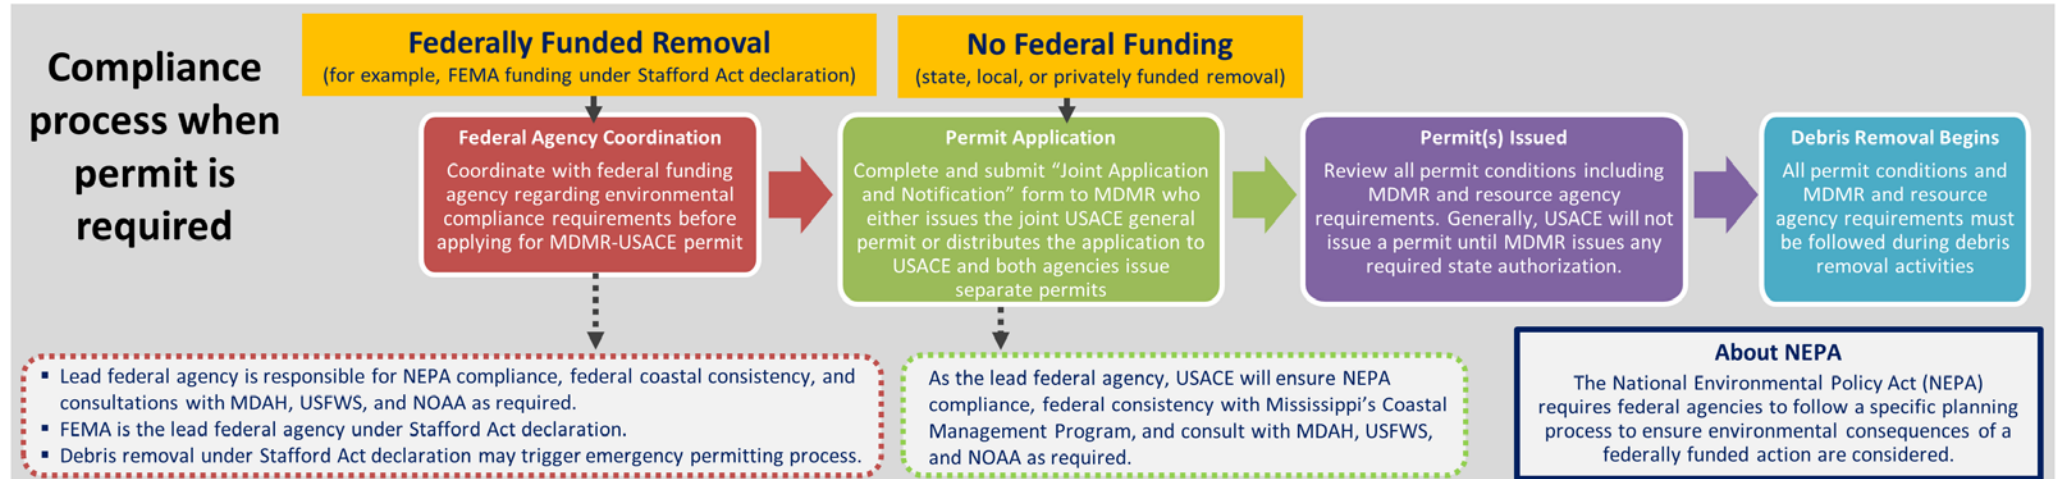 Compliance
process when
permit is
required
Federally Funded Removal
(for example, FEMA funding under Stafford Act declaration)
No Federal Funding
(state, local, or privately funded removal)
Federal Agency Coordination
Coordinate with federal funding
agency regarding environmental
compliance requirements before
applying for MDMR-USACE permit
Permit Application
Complete and submit “Joint Application
and Notification” form to MDMR who
either issues the joint USACE general
permit or distributes the application to
USACE and both agencies issue
separate permits
Permit(s) Issued
Review all permit conditions including
MDMR and resource agency
requirements. Generally, USACE will not
issue a permit until MDMR issues any
required state authorization.
Debris Removal Begins
All permit conditions and
MDMR and resource
agency requirements must
be followed during debris
removal activities
▪ Lead federal agency is responsible for NEPA compliance, federal coastal consistency, and
consultations with MDAH, USFWS, and NOAA as required.
▪ FEMA is the lead federal agency under Stafford Act declaration.
▪ Debris removal under Stafford Act declaration may trigger emergency permitting process.
As the lead federal agency, USACE will ensure NEPA
compliance, federal consistency with Mississippi’s Coastal
Management Program, and consult with MDAH, USFWS,
and NOAA as required.
About NEPA
The National Environmental Policy Act (NEPA)
requires federal agencies to follow a specific planning
process to ensure environmental consequences of a
federally funded action are considered.